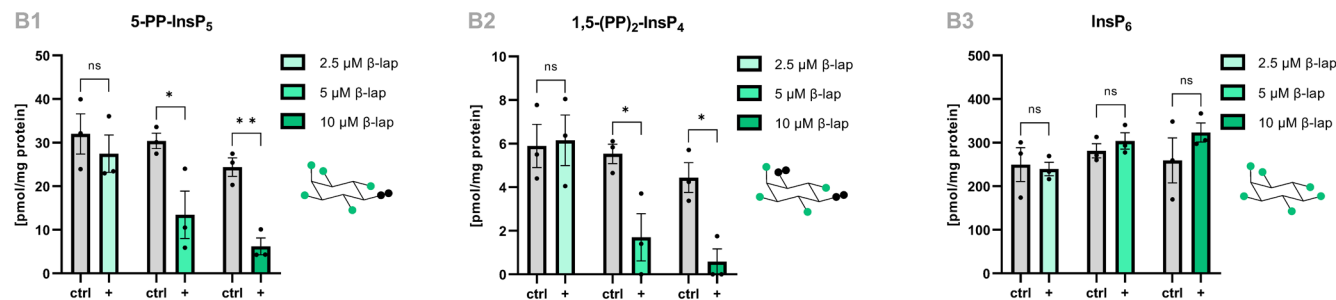 B1
5-PP-InsP5
[pmol/mg protein]
50
40
30
20
10
0
ns
*
* *
ctrl + ctrl + ctrl +
2.5 µM β-lap
5 µM β-lap
10 µM β-lap
B2
1,5-(PP)2-InsP4
[pmol/mg protein]
10
8
6
4
2
0
ns
*
*
ctrl + ctrl + ctrl +
2.5 µM β-lap
5 µM β-lap
10 µM β-lap
B3
InsP6
[pmol/mg protein]
500
400
300
200
100
0
ns
ns
ns
ctrl + ctrl + ctrl +
2.5 µM β-lap
5 µM β-lap
10 µM β-lap